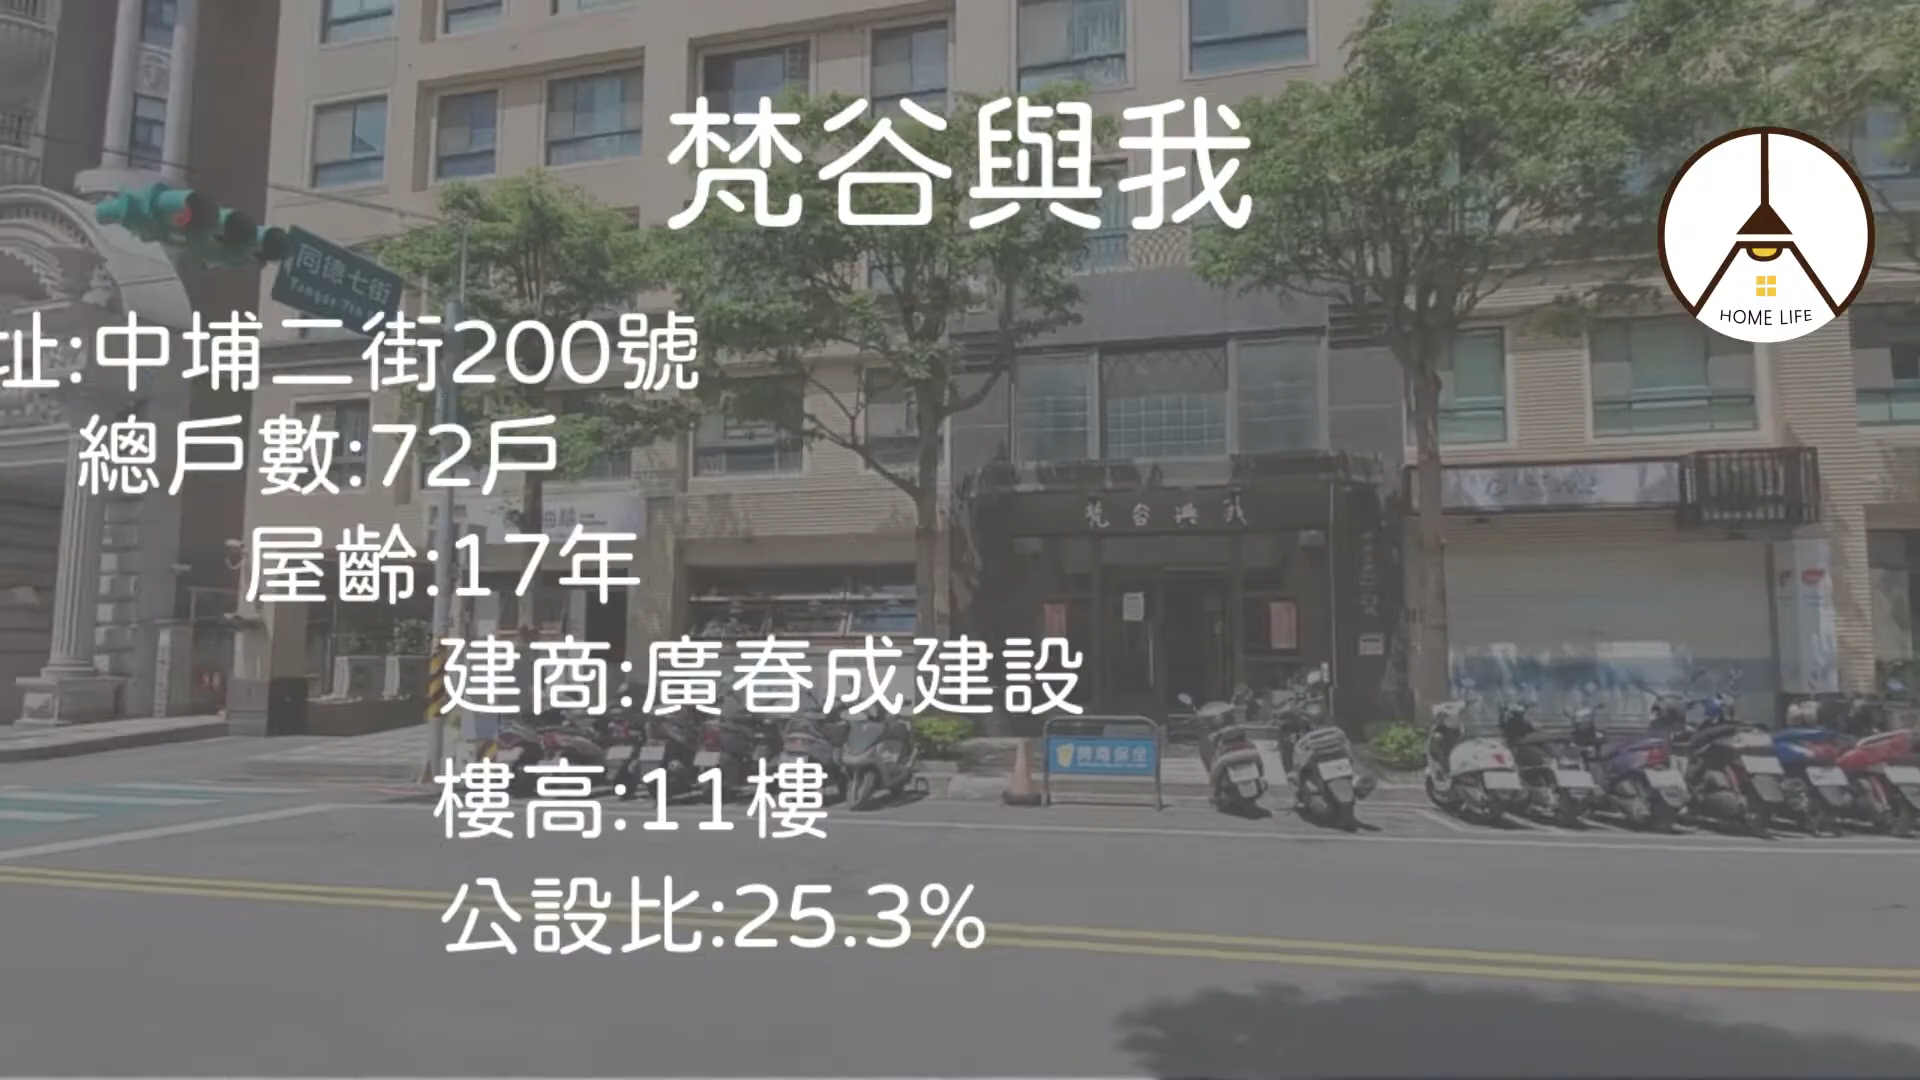 梵谷與我
HOME LIFE
同德七街
址:中埔二街200號
總戶數:72戶
屋齡:17年
梵谷與我
建商:廣春成建設
樓高:11樓
公設比:25.3%